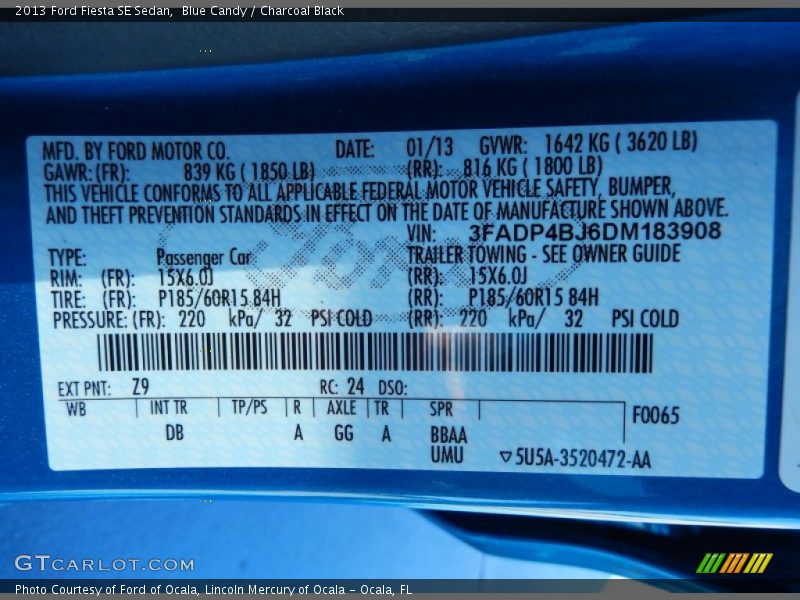 2013 Ford Fiesta SE Sedan,  Blue Candy / Charcoal Black
MFD. BY FORD MOTOR CO. DATE: 01/13 GVWR: 1642 KG ( 3620 LB)
GAWR:(FR): 839 KG ( 1850 LB) (RR): 816 KG ( 1800 LB)
THIS VEHICLE CONFORMS TO ALL APPLICABLE FEDERAL MOTOR VEHICLE SAFETY, BUMPER,
AND THEFT PREVENTION STANDARDS IN EFFECT ON THE DATE OF MANUFACTURE SHOWN ABOVE.
VIN: 3FADP4BJ6DM183908
TYPE: Passenger Car TRAILER TOWING - SEE OWNER GUIDE
RIM: (FR): 15X6.0J (RR): 15X6.0J
TIRE: (FR): P185/60R15 84H (RR): P185/60R15 84H
PRESSURE: (FR): 220 kPa/ 32 PSI COLD (RR): 220 kPa/ 32 PSI COLD
EXT PNT: Z9 RC: 24 DSO:
WB INT TR TP/PS R AXLE TR SPR F0065
DB A GG A BBAA
UMU ▽5U5A-3520472-AA
GTCARLOT.COM
Photo Courtesy of Ford of Ocala, Lincoln Mercury of Ocala - Ocala, FL